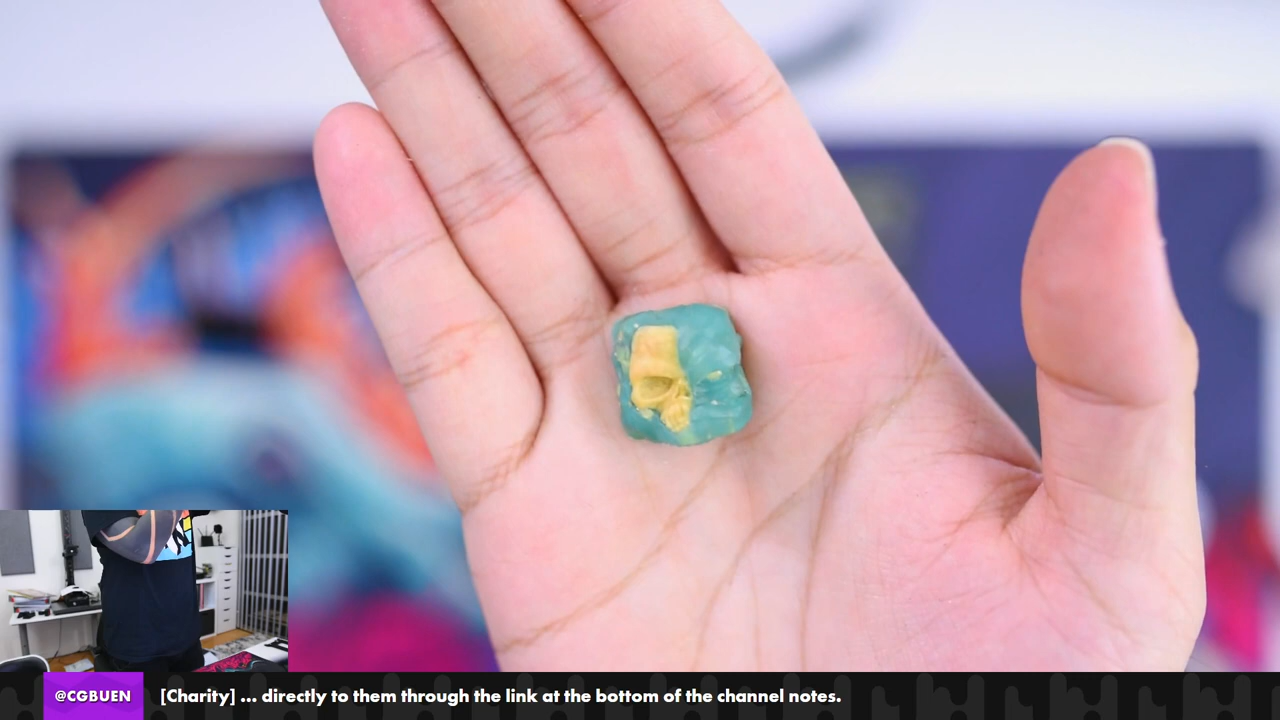 @CGBUEN
[Charity] ... directly to them through the link at the bottom of the channel notes.